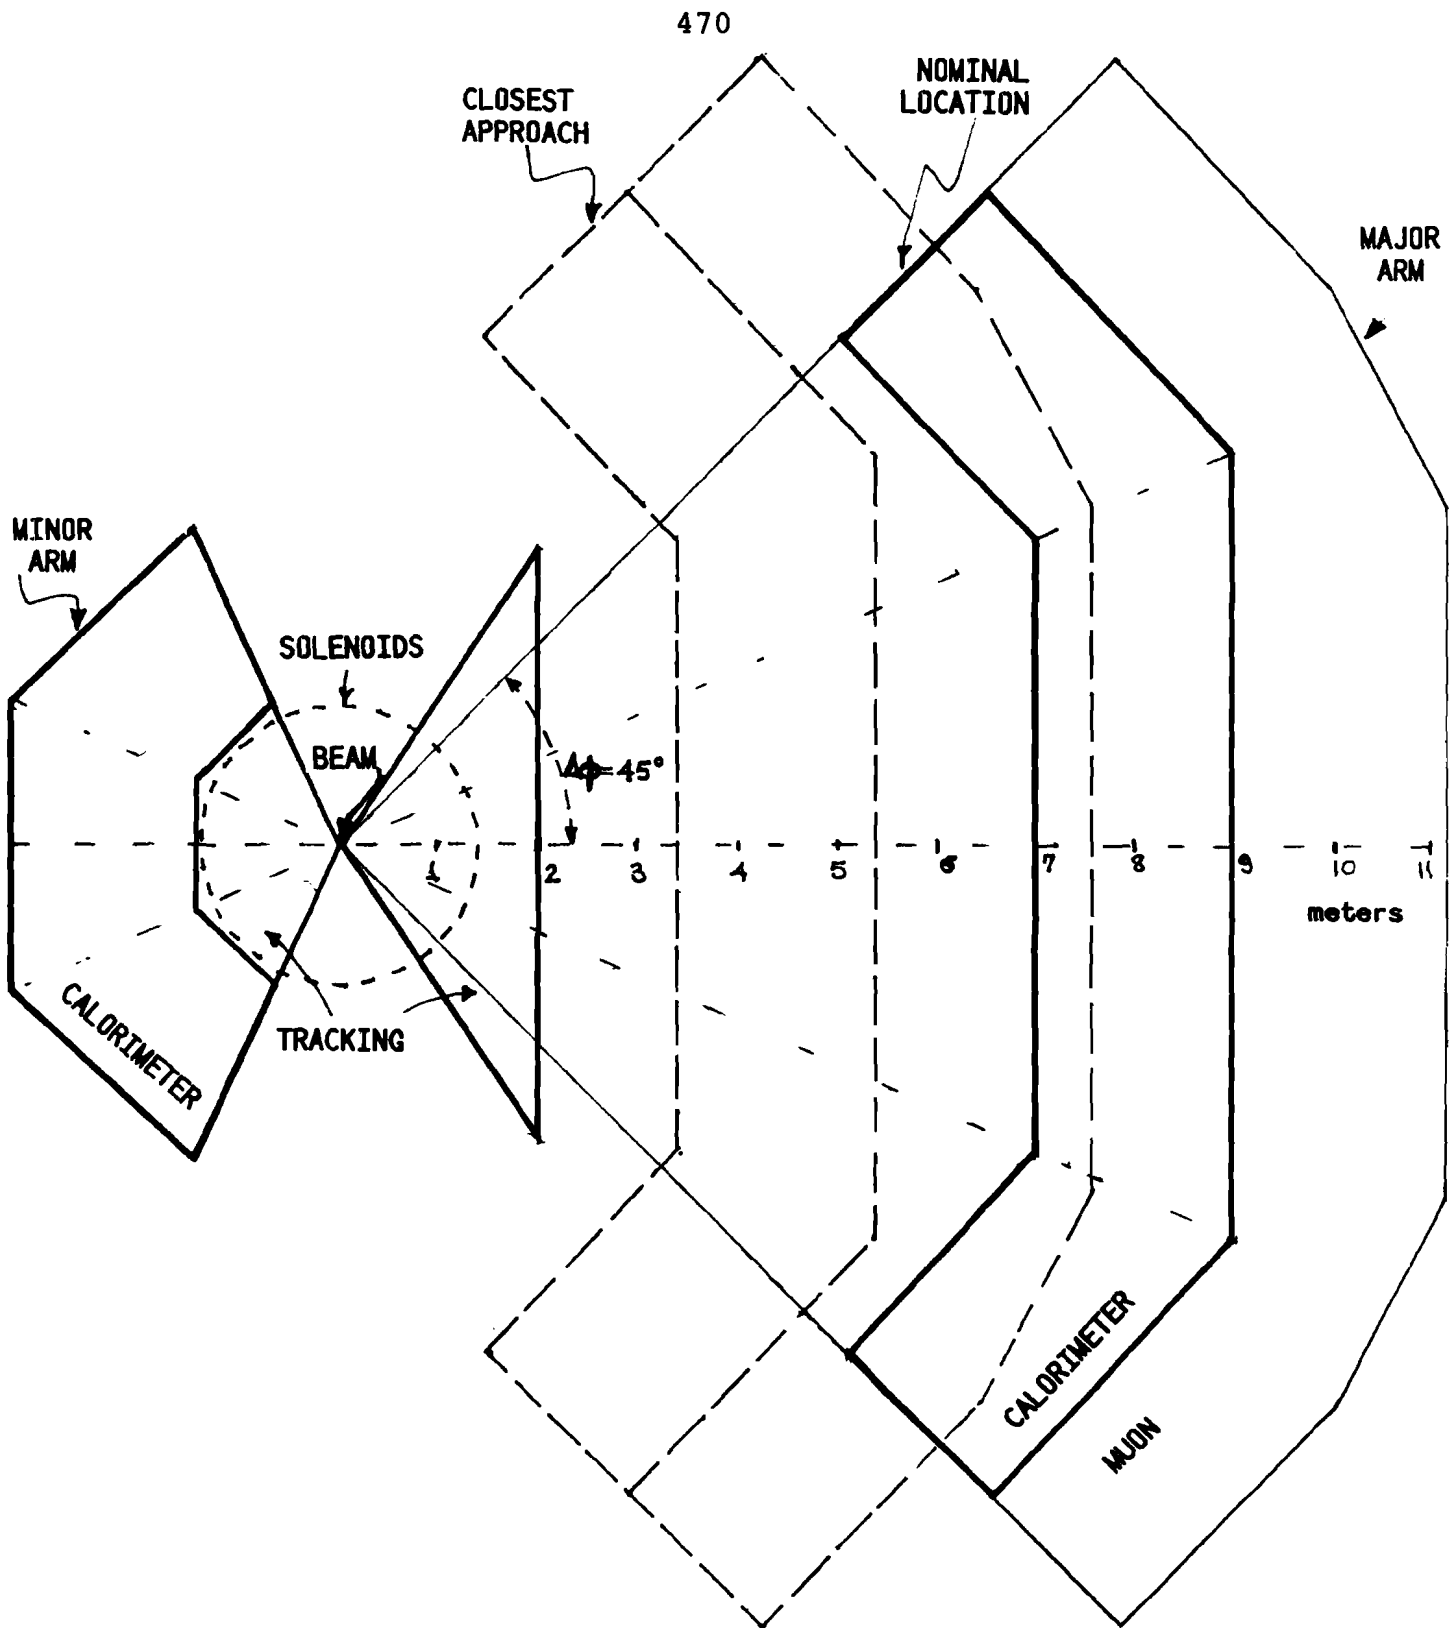 470
CLOSEST
APPROACH
NOMINAL
LOCATION
MAJOR
ARM
MINOR
ARM
SOLENOIDS
BEAM
Δϕ=45°
1 2 3 4 5 6 7 8 9 10 11
meters
TRACKING
CALORIMETER
CALORIMETER
MUON